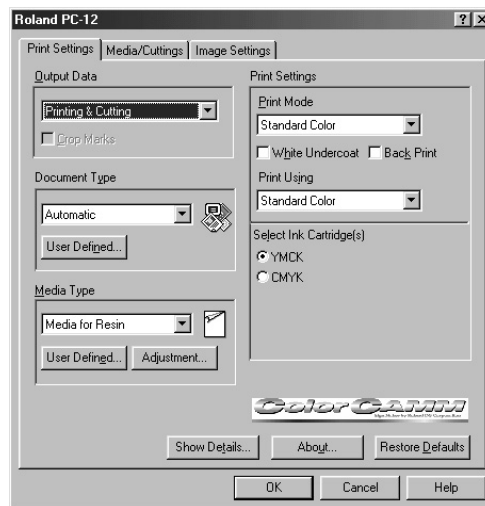 Roland PC-12
Print Settings Media/Cuttings Image Settings
Output Data
Printing & Cutting
Crop Marks
Document Type
Automatic
User Defined...
Media Type
Media for Resin
User Defined... Adjustment...
Print Settings
Print Mode
Standard Color
White Undercoat Back Print
Print Using
Standard Color
Select Ink Cartridge(s)
YMCK
CMYK
Color CAMM
Show Details... About... Restore Defaults
OK Cancel Help